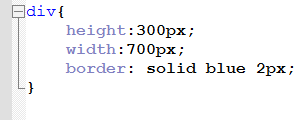 div{
height:300px;
width:700px;
border: solid blue 2px;
}